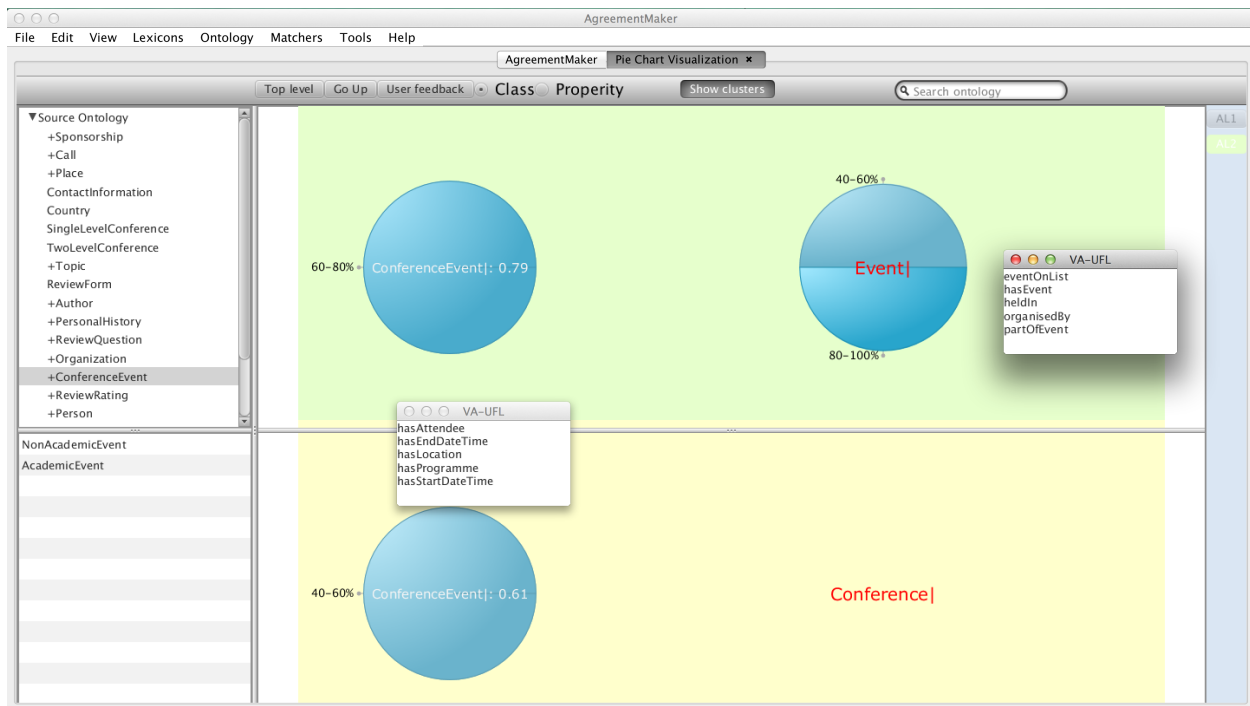 AgreementMaker
File Edit View Lexicons Ontology Matchers Tools Help
AgreementMaker Pie Chart Visualization ×
Top level Go Up User feedback Class Properity Show clusters Search ontology
Source Ontology
+Sponsorship
+Call
+Place
ContactInformation
Country
SingleLevelConference
TwoLevelConference
+Topic
ReviewForm
+Author
+PersonalHistory
+ReviewQuestion
+Organization
+ConferenceEvent
+ReviewRating
+Person
NonAcademicEvent
AcademicEvent
60-80%
ConferenceEvent|: 0.79
40-60%
Event|
80-100%
VA-UFL
eventOnList
hasEvent
heldIn
organisedBy
partOfEvent
AL1
AL2
VA-UFL
hasAttendee
hasEndDateTime
hasLocation
hasProgramme
hasStartDateTime
40-60%
ConferenceEvent|: 0.61
Conference|